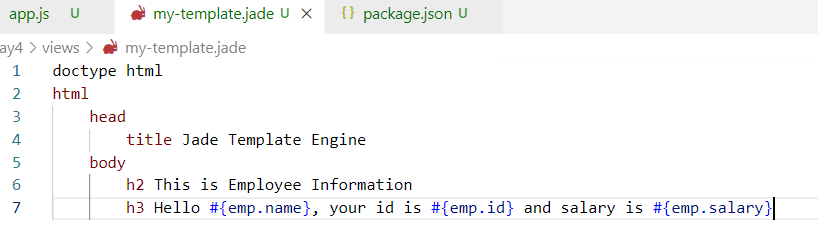 app.js U my-template.jade U × package.json U
ay4 > views > my-template.jade
1 doctype html
2 html
3 head
4 title Jade Template Engine
5 body
6 h2 This is Employee Information
7 h3 Hello #{emp.name}, your id is #{emp.id} and salary is #{emp.salary}